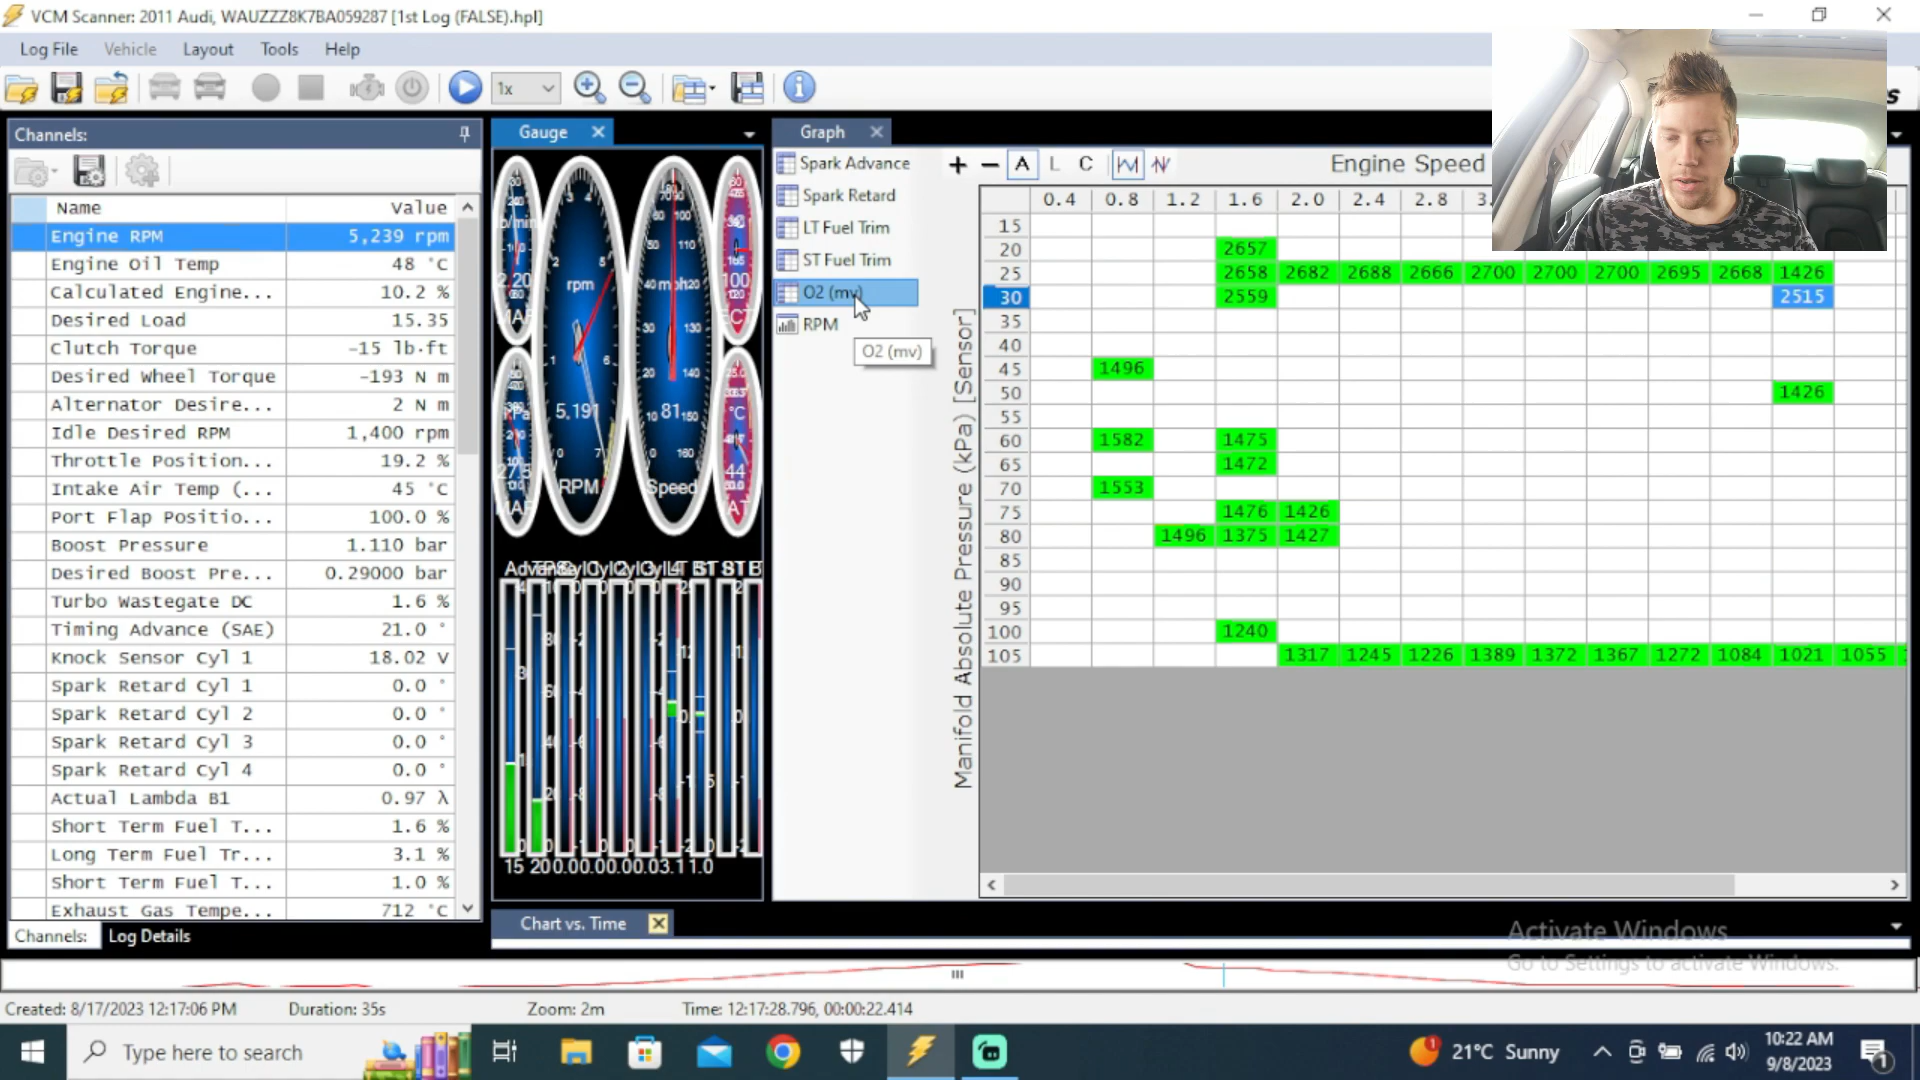 VCM Scanner: 2011 Audi, WAUZZZ8K7BA059287 [1st Log (FALSE).hpl]
Log File Vehicle Layout Tools Help
1x
Channels:
Name Value
Engine RPM 5,239 rpm
Engine Oil Temp 48 °C
Calculated Engine... 10.2 %
Desired Load 15.35
Clutch Torque -15 lb·ft
Desired Wheel Torque -193 N m
Alternator Desire... 2 N m
Idle Desired RPM 1,400 rpm
Throttle Position... 19.2 %
Intake Air Temp (... 45 °C
Port Flap Positio... 100.0 %
Boost Pressure 1.110 bar
Desired Boost Pre... 0.29000 bar
Turbo Wastegate DC 1.6 %
Timing Advance (SAE) 21.0 °
Knock Sensor Cyl 1 18.02 V
Spark Retard Cyl 1 0.0 °
Spark Retard Cyl 2 0.0 °
Spark Retard Cyl 3 0.0 °
Spark Retard Cyl 4 0.0 °
Actual Lambda B1 0.97 λ
Short Term Fuel T... 1.6 %
Long Term Fuel Tr... 3.1 %
Short Term Fuel T... 1.0 %
Exhaust Gas Tempe... 712 °C
Channels: Log Details
Gauge
rpm
5.191
RPM
mph
81
Speed
100
°C
44
Graph
Spark Advance
Spark Retard
LT Fuel Trim
ST Fuel Trim
O2 (mv)
RPM
O2 (mv)
A L C
Engine Speed
Manifold Absolute Pressure (kPa) [Sensor]
0.4 0.8 1.2 1.6 2.0 2.4 2.8
15
20 2657
25 2658 2682 2688 2666 2700 2700 2700 2695 2668 1426
30 2559 2515
35
40
45 1496
50 1426
55
60 1582 1475
65 1472
70 1553
75 1476 1426
80 1496 1375 1427
85
90
95
100 1240
105 1317 1245 1226 1389 1372 1367 1272 1084 1021 1055
Chart vs. Time
Activate Windows
Go to Settings to activate Windows.
Created: 8/17/2023 12:17:06 PM Duration: 35s Zoom: 2m Time: 12:17:28.796, 00:00:22.414
Type here to search
21°C Sunny
10:22 AM
9/8/2023